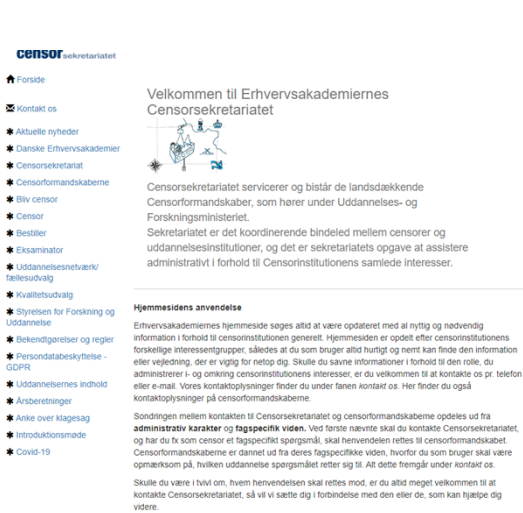 censorsekretariatet
Forside
Kontakt os
Aktuelle nyheder
Danske Erhvervsakademier
Censorsekretariat
Censorformandskaberne
Bliv censor
Censor
Bestiller
Eksaminator
Uddannelsesnetværk/
fællesudvalg
Kvalitetsudvalg
Styrelsen for Forskning og
Uddannelse
Bekendtgørelser og regler
Persondatabeskyttelse -
GDPR
Uddannelsernes indhold
Årsberetninger
Anke over klagesag
Introduktionsmøde
Covid-19
Velkommen til Erhvervsakademiernes
Censorsekretariatet
Censorsekretariatet servicerer og bistår de landsdækkende
Censorformandskaber, som hører under Uddannelses- og
Forskningsministeriet.
Sekretariatet er det koordinerende bindeled mellem censorer og
uddannelsesinstitutioner, og det er sekretariatets opgave at assistere
administrativt i forhold til Censorinstitutionens samlede interesser.
Hjemmesidens anvendelse
Erhvervsakademiernes hjemmeside søges altid at være opdateret med al nyttig og nødvendig
information i forhold til censorinstitutionen generelt. Hjemmesiden er opdelt efter censorinstitutionens
forskellige interessentgrupper, således at du som bruger altid hurtigt og nemt kan finde den information
eller vejledning, der er vigtig for netop dig. Skulle du savne informationer i forhold til den rolle, du
administrerer i- og omkring censorinstitutionens interesser, er du velkommen til at kontakte os pr. telefon
eller e-mail. Vores kontaktoplysninger finder du under fanen kontakt os. Her finder du også
kontaktoplysninger på censorformandskaberne.
Sondringen mellem kontakten til Censorsekretariatet og censorformandskaberne opdeles ud fra
administrativ karakter og fagspecifik viden. Ved første nævnte skal du kontakte Censorsekretariatet,
og har du fx som censor et fagspecifikt spørgsmål, skal henvendelsen rettes til censorformandskabet.
Censorformandskaberne er dannet ud fra deres fagspecifikke viden, hvorfor du som bruger skal være
opmærksom på, hvilken uddannelse spørgsmålet retter sig til. Alt dette fremgår under kontakt os.
Skulle du være i tvivl om, hvem henvendelsen skal rettes mod, er du altid meget velkommen til at
kontakte Censorsekretariatet, så vil vi sætte dig i forbindelse med den eller de, som kan hjælpe dig
videre.